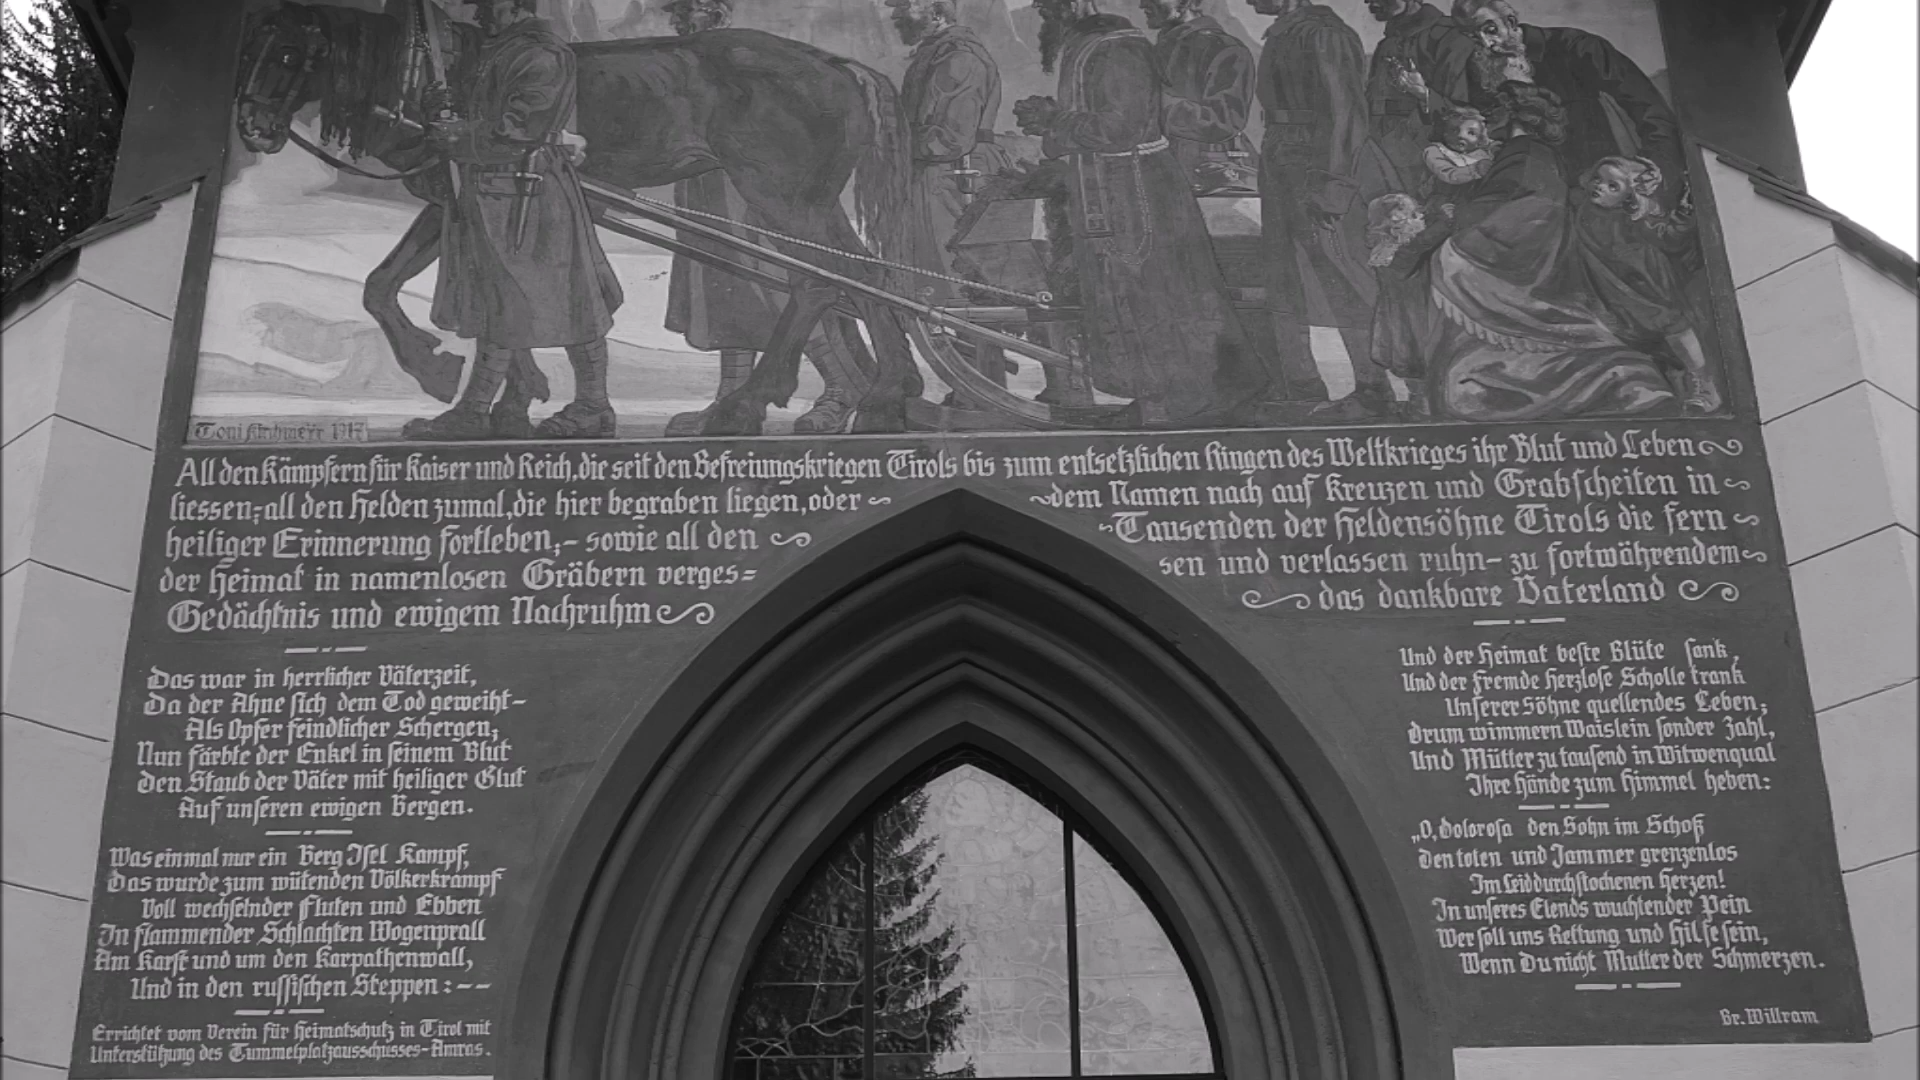 Toni Kirchmeyr 1917
All den Kämpfern für Kaiser und Reich, die seit den Befreiungskriegen Tirols bis zum entsetzlichen Ringen des Weltkrieges ihr Blut und Leben
liessen;- all den Helden zumal, die hier begraben liegen, oder dem Namen nach auf Kreuzen und Grabscheiten in
heiliger Erinnerung fortleben;- sowie all den Tausenden der Heldensöhne Tirols die fern
der Heimat in namenlosen Gräbern verges= sen und verlassen ruhn- zu fortwährendem
Gedächtnis und ewigem Nachruhm das dankbare Vaterland
Das war in herrlicher Väterzeit,
Da der Ahne sich dem Tod geweiht-
Als Opfer feindlicher Schergen;
Nun färbte der Enkel in seinem Blut
Den Staub der Väter mit heiliger Glut
Auf unseren ewigen Bergen.
Was einmal nur ein Berg Isel Kampf,
Das wurde zum wütenden Völkerkrampf
Voll wechselnder Fluten und Ebben
In flammender Schlachten Wogenprall
Am Karst und um den Karpathenwall,
Und in den russischen Steppen:--
Errichtet vom Verein für Heimatschutz in Tirol mit
Unterstützung des Tummelplatzausschusses-Amras.
Und der Heimat beste Blüte sank,
Und der Fremde herzlose Scholle trank
Unserer Söhne quellendes Leben;
Drum wimmern Waislein sonder Zahl,
Und Mütter zu tausend in Witwenqual
Ihre Hände zum Himmel heben:
„O, Dolorosa den Sohn im Schoß
Den toten und Jammer grenzenlos
Im leiddurchstochenen Herzen!
In unseres Elends wuchtender Pein
Wer soll uns Rettung und Hilfe sein,
Wenn Du nicht Mutter der Schmerzen.
Br. Willram